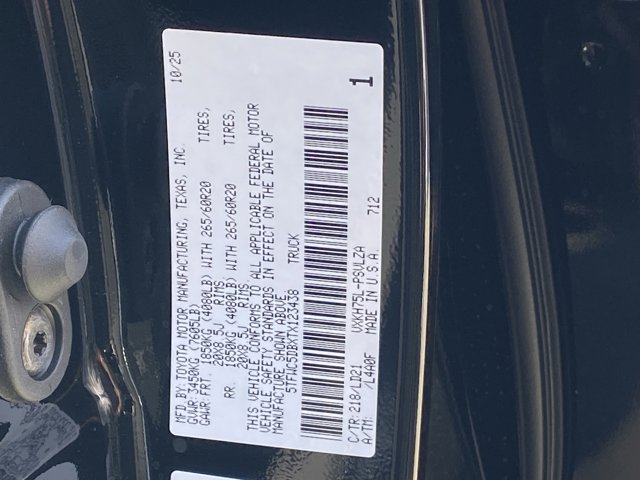 MFD BY:TOYOTA MOTOR MANUFACTURING, TEXAS, INC. 10/25
GVWR:3450KG (7605LB)
GAWR:FRT. 1850KG (4080LB) WITH 265/60R20 TIRES,
20X8.5J RIMS
RR. 1850KG (4080LB) WITH 265/60R20 TIRES,
20X8.5J RIMS
THIS VEHICLE CONFORMS TO ALL APPLICABLE FEDERAL MOTOR
VEHICLE SAFETY STANDARDS IN EFFECT ON THE DATE OF
MANUFACTURE SHOWN ABOVE.
5TFWC5DBXTX123438 TRUCK
C/TR: 218/LD21 VXKH75L-PSVLZA 1
A/TM: /L4A0F MADE IN U.S.A. 712